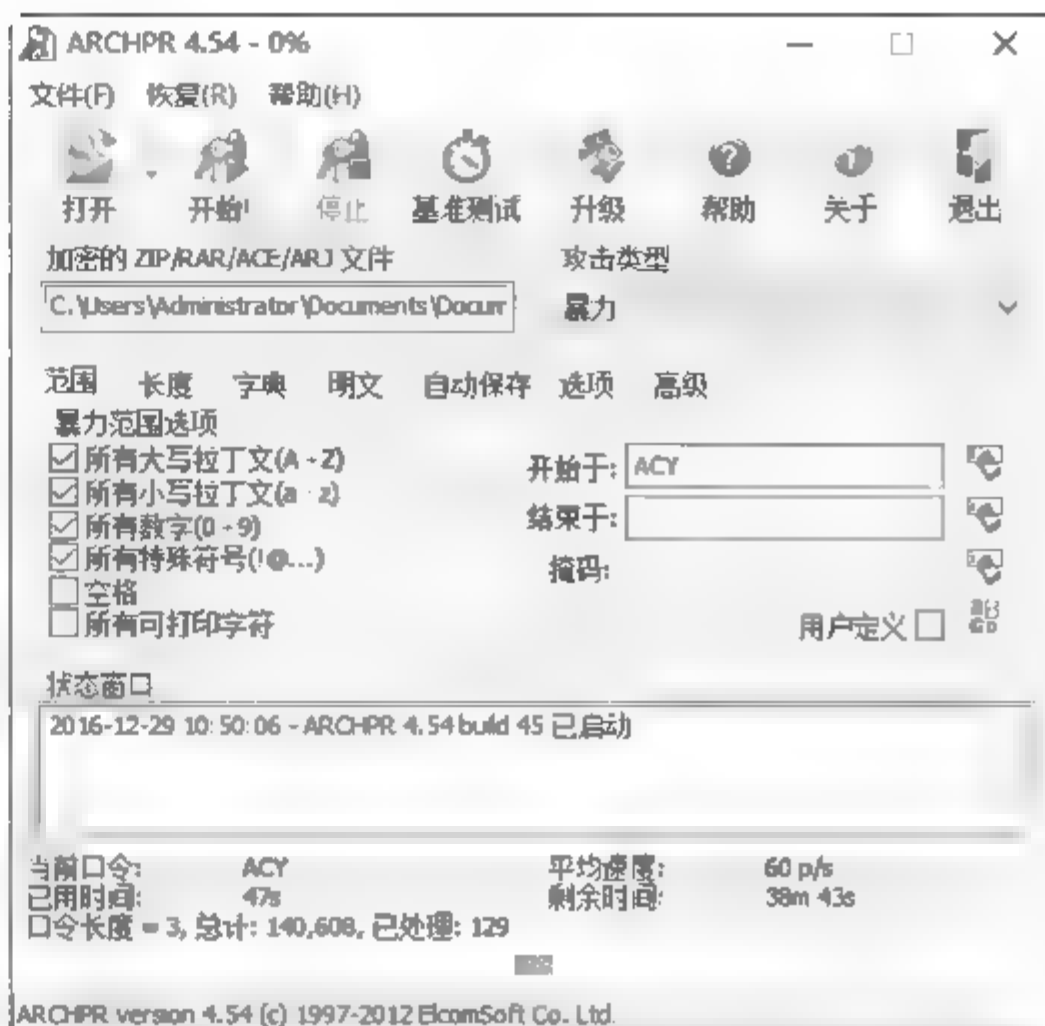 ARCHPR 4.54 - 0%
文件(F) 恢复(R) 帮助(H)
打开 开始! 停止 基准测试 升级 帮助 关于 退出
加密的 ZIP/RAR/ACE/ARJ 文件 攻击类型
C:\Users\Administrator\Documents\Docum 暴力
范围 长度 字典 明文 自动保存 选项 高级
暴力范围选项
所有大写拉丁文(A - Z) 开始于: ACY
所有小写拉丁文(a - z)
所有数字(0 - 9) 结束于:
所有特殊符号(!@...) 掩码:
空格
所有可打印字符 用户定义
状态窗口
2016-12-29 10:50:06 - ARCHPR 4.54 build 45 已启动
当前口令: ACY 平均速度: 60 p/s
已用时间: 47s 剩余时间: 38m 43s
口令长度 = 3, 总计: 140,608, 已处理: 129
ARCHPR version 4.54 (c) 1997-2012 ElcomSoft Co. Ltd.